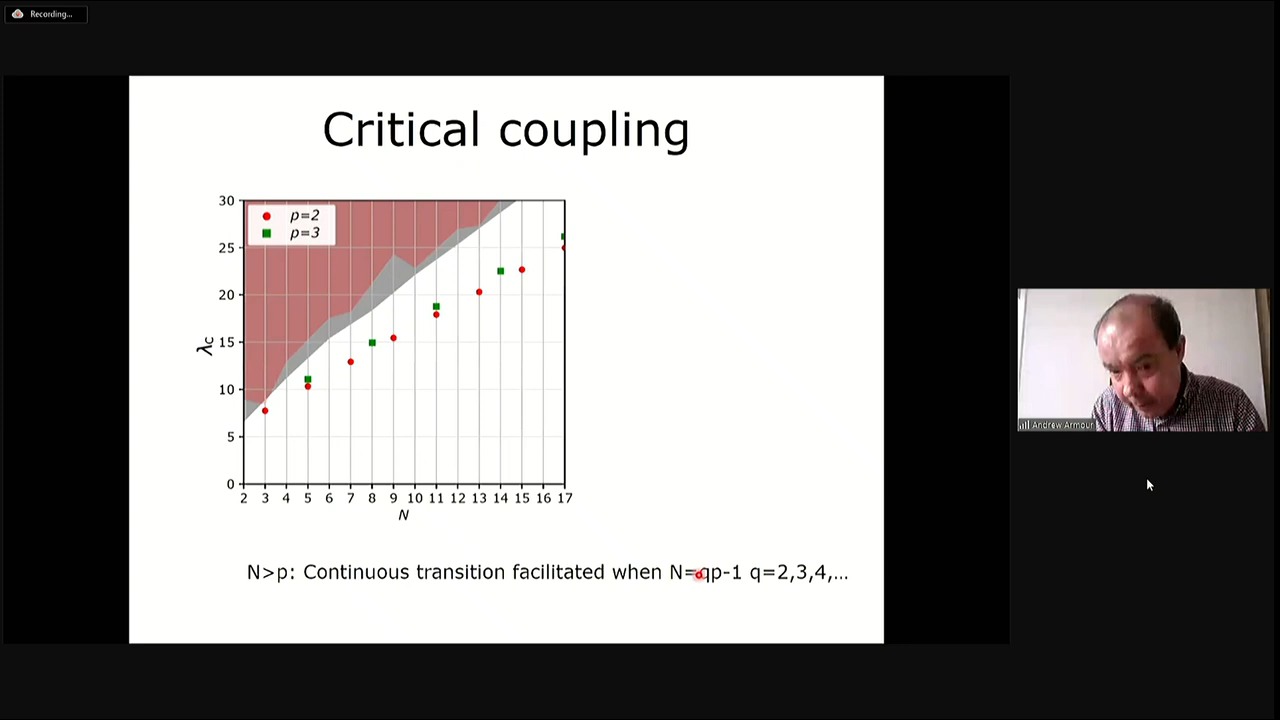 Recording...
Critical coupling
30
25
20
15
10
5
0
λc
p=2
p=3
2 3 4 5 6 7 8 9 10 11 12 13 14 15 16 17
N
N>p: Continuous transition facilitated when N=qp-1 q=2,3,4,...
Andrew Armour